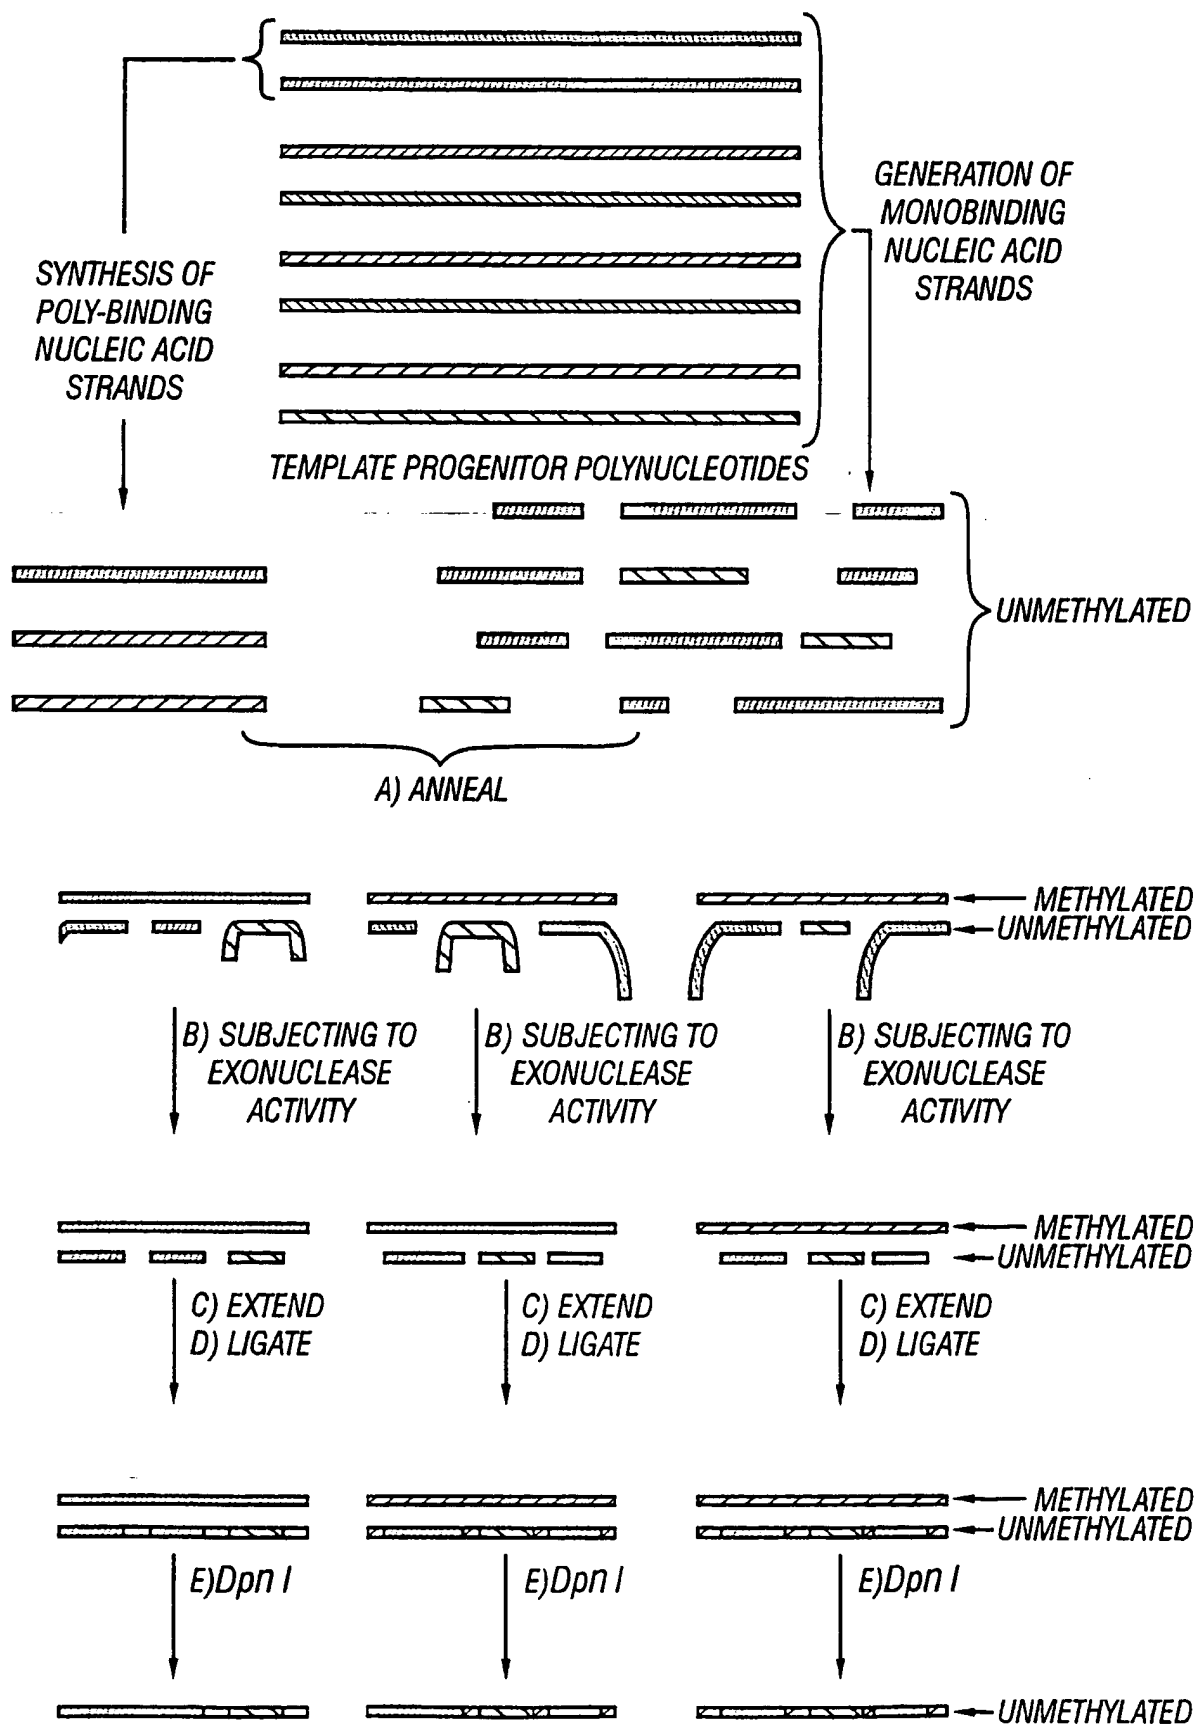 GENERATION OF
MONOBINDING
NUCLEIC ACID
STRANDS
SYNTHESIS OF
POLY-BINDING
NUCLEIC ACID
STRANDS
TEMPLATE PROGENITOR POLYNUCLEOTIDES
UNMETHYLATED
A) ANNEAL
METHYLATED
UNMETHYLATED
B) SUBJECTING TO
EXONUCLEASE
ACTIVITY
B) SUBJECTING TO
EXONUCLEASE
ACTIVITY
B) SUBJECTING TO
EXONUCLEASE
ACTIVITY
METHYLATED
UNMETHYLATED
C) EXTEND
D) LIGATE
C) EXTEND
D) LIGATE
C) EXTEND
D) LIGATE
METHYLATED
UNMETHYLATED
E)Dpn I
E)Dpn I
E)Dpn I
UNMETHYLATED